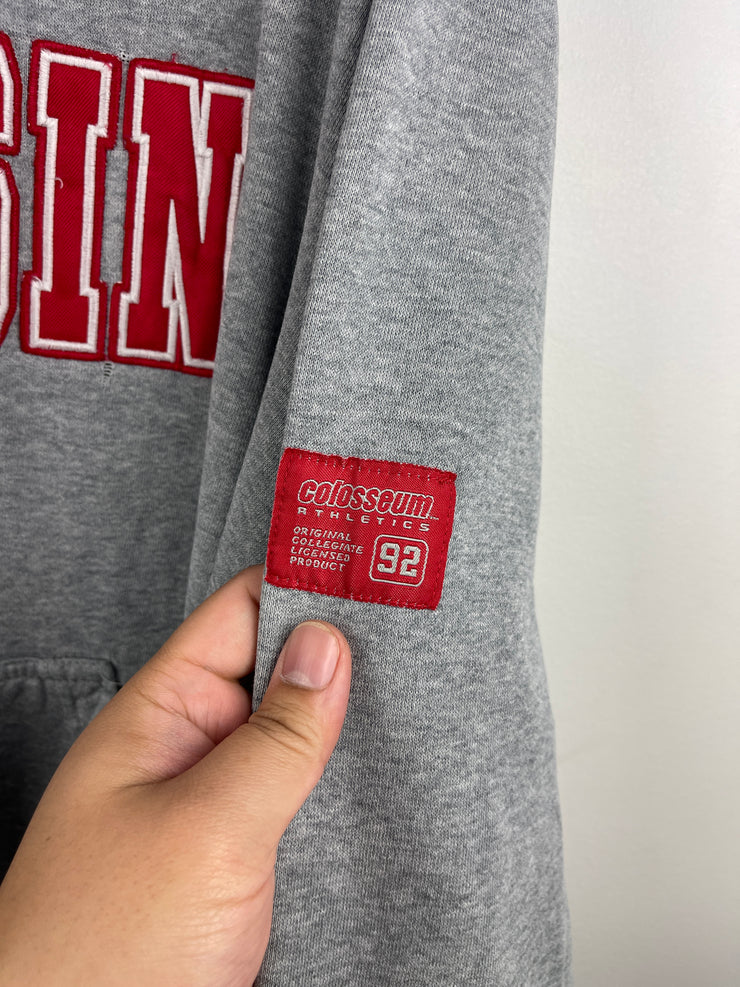 SIN
colosseum
ATHLETICS
ORIGINAL
COLLEGIATE
LICENSED
PRODUCT
92